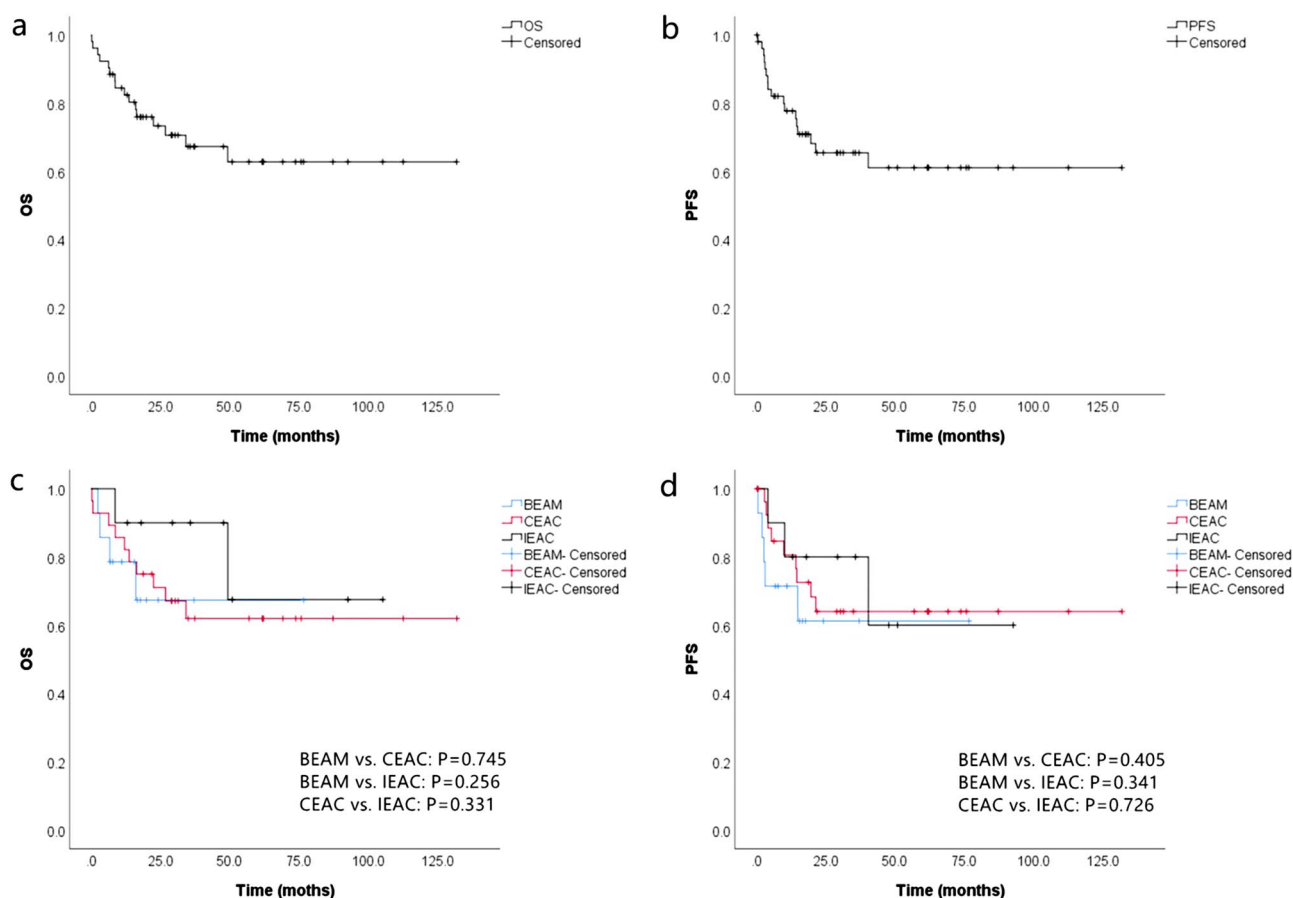 a
OS
Censored
1.0
0.8
0.6
0.4
0.2
0.0
OS
.0 25.0 50.0 75.0 100.0 125.0
Time (months)
b
PFS
Censored
1.0
0.8
0.6
0.4
0.2
0.0
PFS
.0 25.0 50.0 75.0 100.0 125.0
Time (months)
c
BEAM
CEAC
IEAC
BEAM- Censored
CEAC- Censored
IEAC- Censored
1.0
0.8
0.6
0.4
0.2
0.0
OS
BEAM vs. CEAC: P=0.745
BEAM vs. IEAC: P=0.256
CEAC vs. IEAC: P=0.331
.0 25.0 50.0 75.0 100.0 125.0
Time (moths)
d
BEAM
CEAC
IEAC
BEAM- Censored
CEAC- Censored
IEAC- Censored
1.0
0.8
0.6
0.4
0.2
0.0
PFS
BEAM vs. CEAC: P=0.405
BEAM vs. IEAC: P=0.341
CEAC vs. IEAC: P=0.726
.0 25.0 50.0 75.0 100.0 125.0
Time (months)